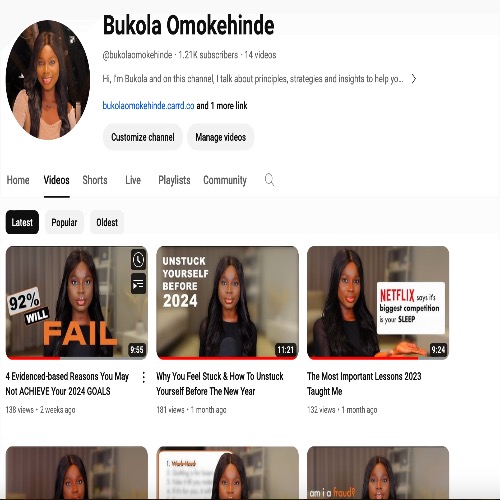 Bukola Omokehinde
@bukolaomokehinde · 1.21K subscribers · 14 videos
Hi, I'm Bukola and on this channel, I talk about principles, strategies and insights to help yo...
bukolaomokehinde.carrd.co and 1 more link
Customize channel Manage videos
Home Videos Shorts Live Playlists Community
Latest Popular Oldest
92%
WILL
FAIL
9:55
UNSTUCK
YOURSELF
BEFORE
2024
11:21
NETFLIX says it's
biggest competition
is your SLEEP
9:24
4 Evidenced-based Reasons You May
Not ACHIEVE Your 2024 GOALS
138 views · 2 weeks ago
Why You Feel Stuck & How To Unstuck
Yourself Before The New Year
181 views · 1 month ago
The Most Important Lessons 2023
Taught Me
132 views · 1 month ago
1. Work Hard
am i a fraud?